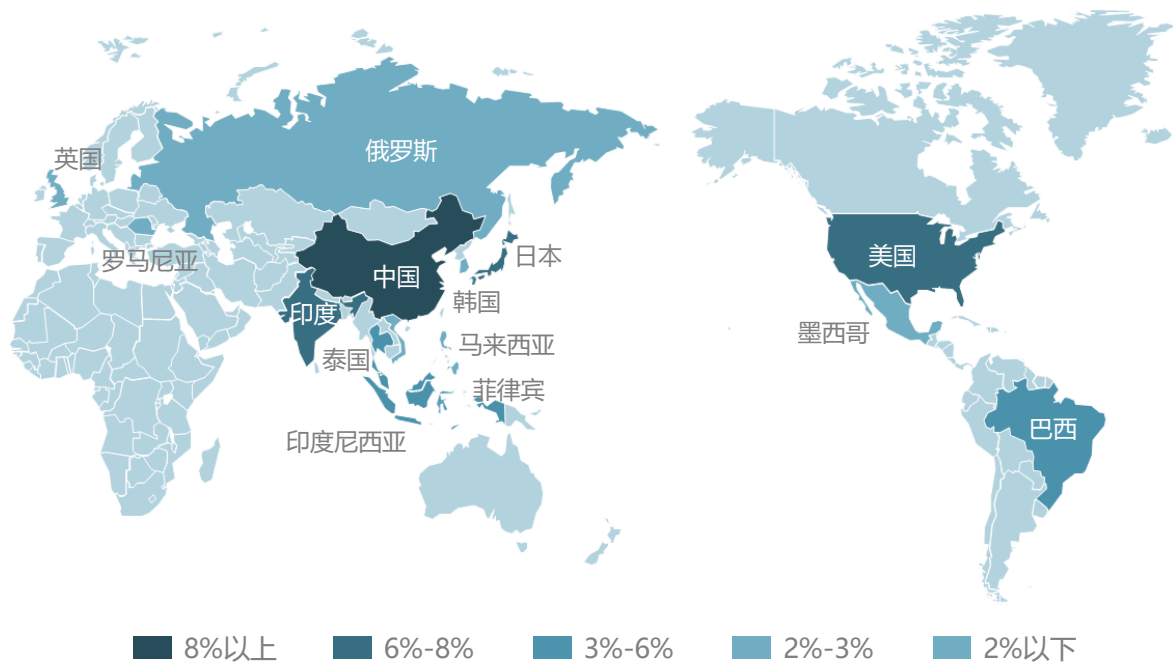 英国
俄罗斯
罗马尼亚
日本
美国
中国
韩国
印度
墨西哥
马来西亚
泰国
菲律宾
巴西
印度尼西亚
8%以上
6%-8%
3%-6%
2%-3%
2%以下